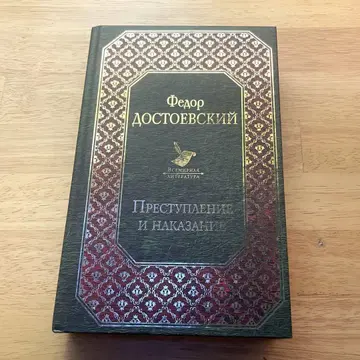 Федор
ДОСТОЕВСКИЙ
Всемирная
литература
Преступление
и наказание